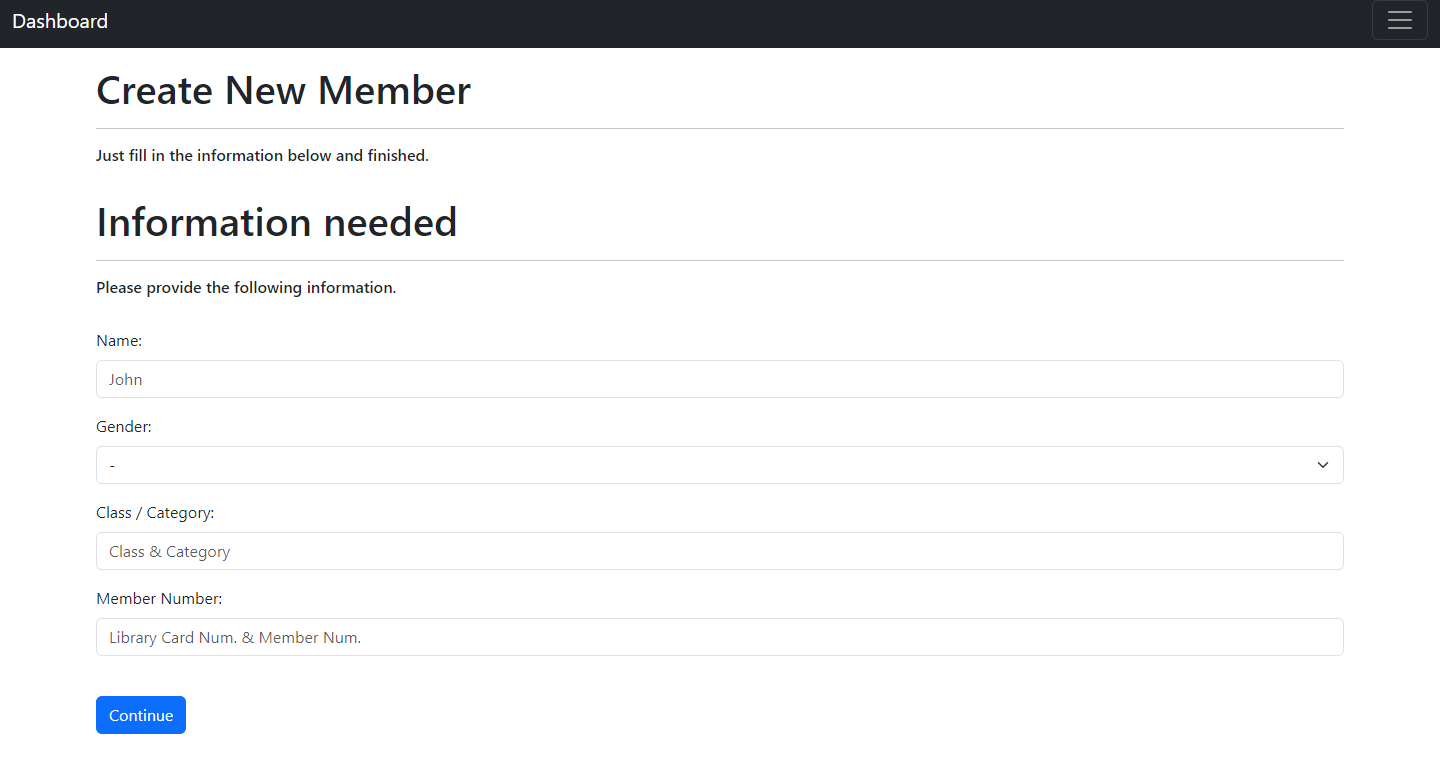 Dashboard
Create New Member
Just fill in the information below and finished.
Information needed
Please provide the following information.
Name:
John
Gender:
-
Class / Category:
Class & Category
Member Number:
Library Card Num. & Member Num.
Continue